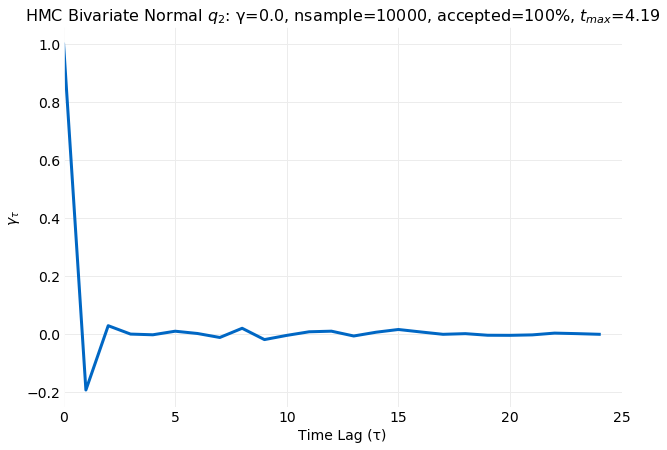 HMC Bivariate Normal q₂: γ=0.0, nsample=10000, accepted=100%, tₘₐₓ=4.19
1.0
0.8
0.6
0.4
0.2
0.0
−0.2
γ_τ
0 5 10 15 20 25
Time Lag (τ)